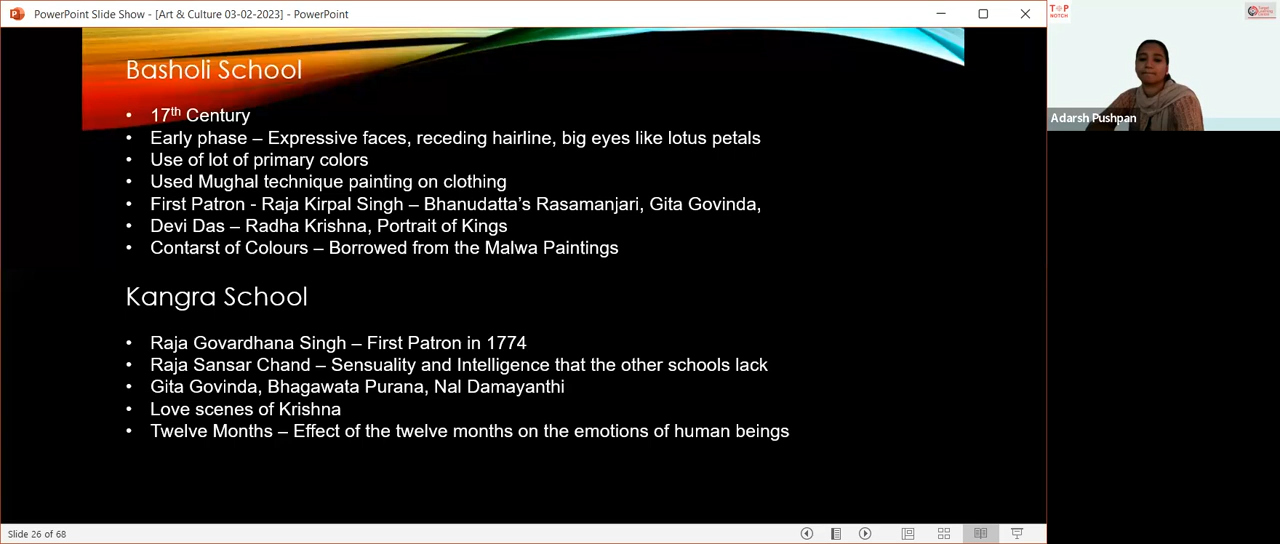 PowerPoint Slide Show - [Art & Culture 03-02-2023] - PowerPoint
T P
NOTCH
Basholi School
• 17th Century
• Early phase – Expressive faces, receding hairline, big eyes like lotus petals
• Use of lot of primary colors
• Used Mughal technique painting on clothing
• First Patron - Raja Kirpal Singh – Bhanudatta's Rasamanjari, Gita Govinda,
• Devi Das – Radha Krishna, Portrait of Kings
• Contarst of Colours – Borrowed from the Malwa Paintings
Kangra School
• Raja Govardhana Singh – First Patron in 1774
• Raja Sansar Chand – Sensuality and Intelligence that the other schools lack
• Gita Govinda, Bhagawata Purana, Nal Damayanthi
• Love scenes of Krishna
• Twelve Months – Effect of the twelve months on the emotions of human beings
Adarsh Pushpan
Slide 26 of 68